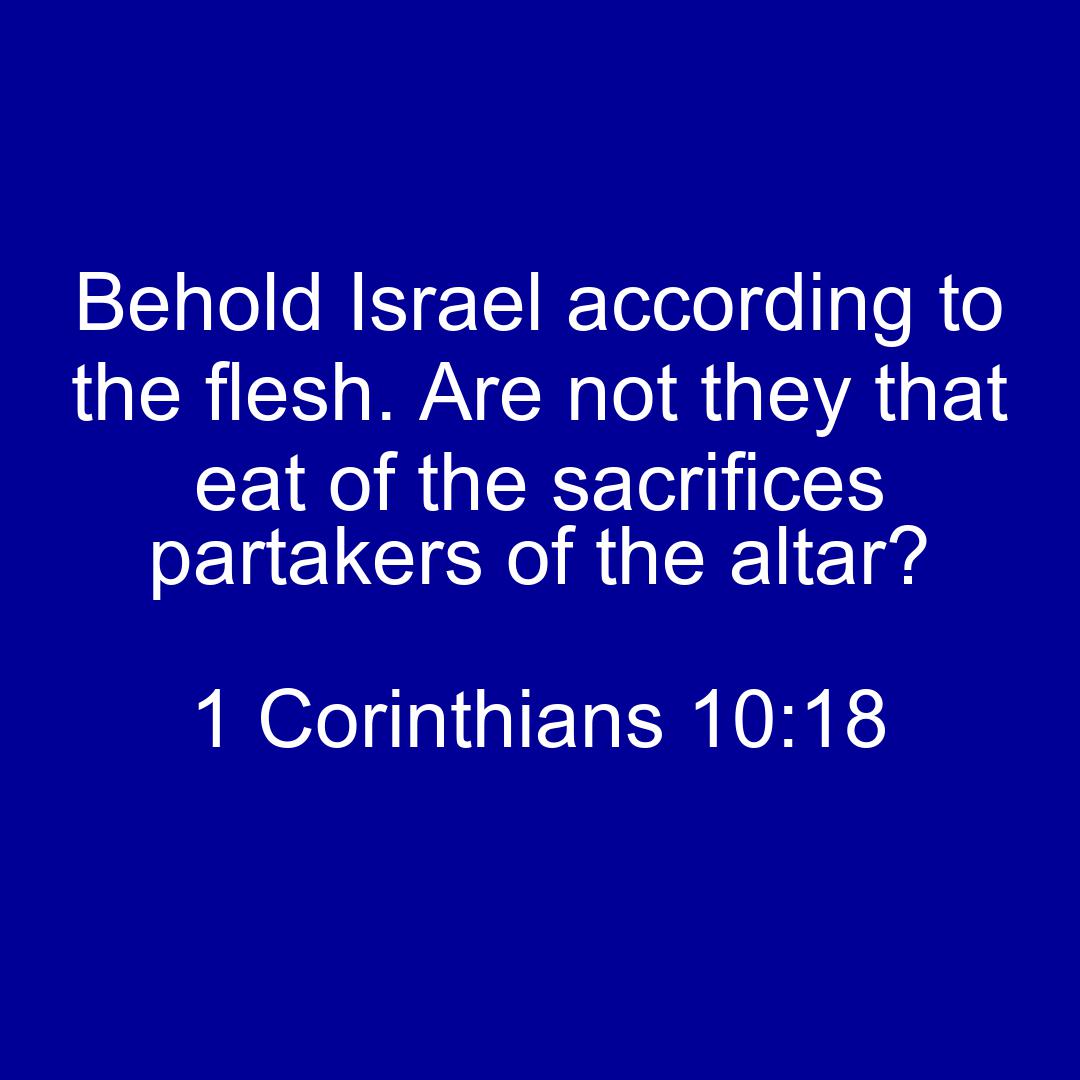 Behold Israel according to
the flesh. Are not they that
eat of the sacrifices
partakers of the altar?
1 Corinthians 10:18